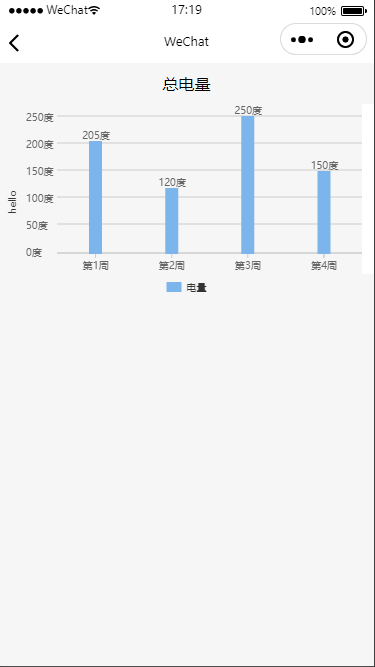 WeChat 17:19 100%
WeChat
总电量
hello
250度
200度
150度
100度
50度
0度
205度
120度
250度
150度
第1周 第2周 第3周 第4周
电量